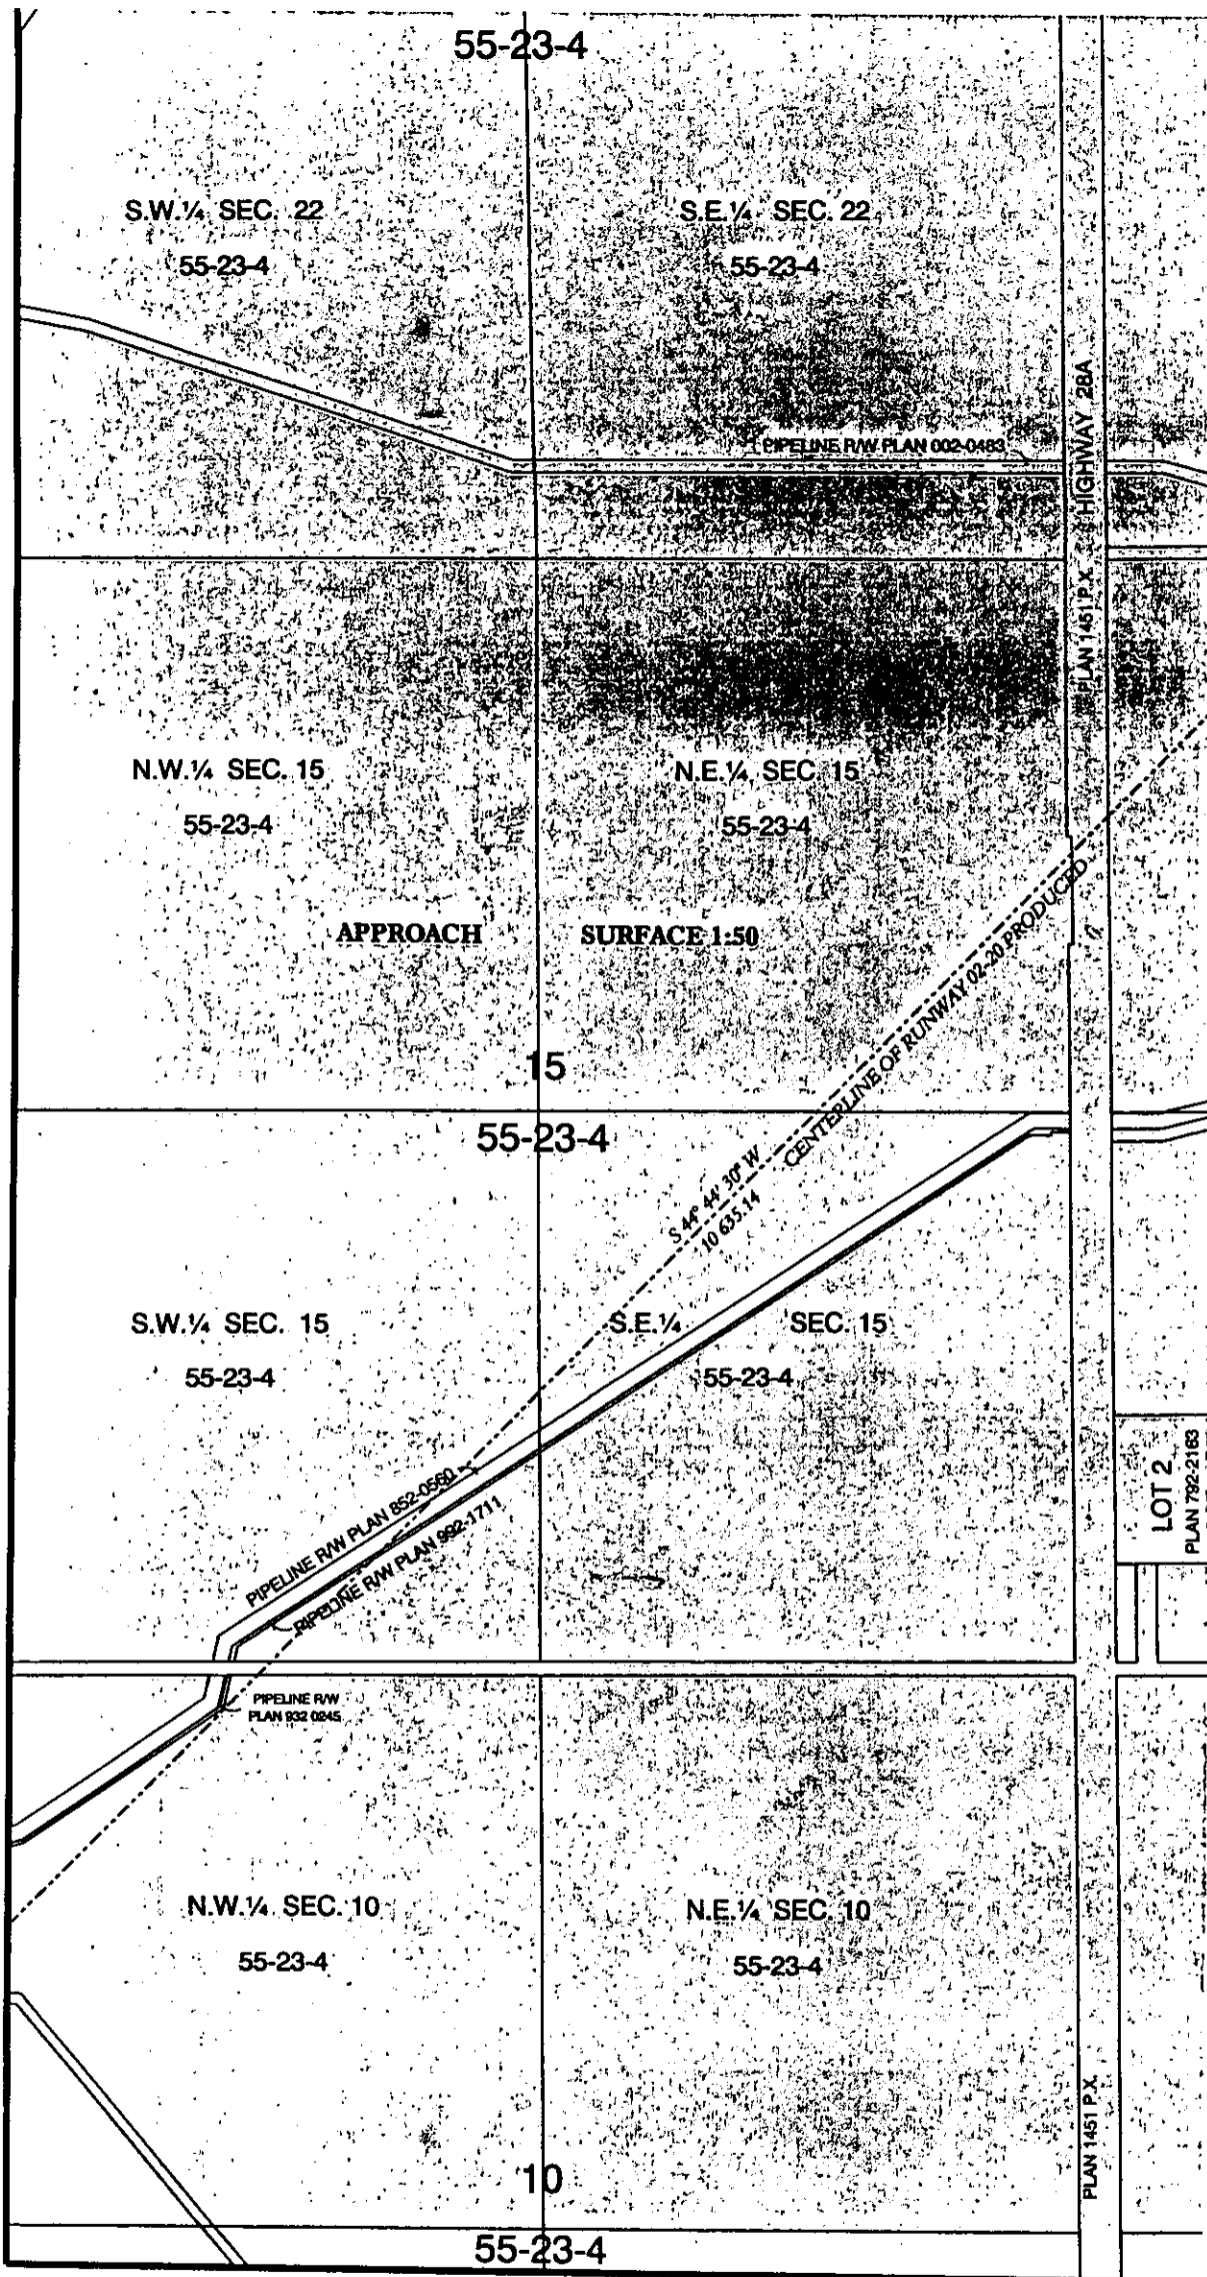 55-23-4
S.W.¼ SEC. 22
55-23-4
S.E.¼ SEC. 22
55-23-4
PIPELINE R/W PLAN 002-0483
PLAN 1451 P.X. HIGHWAY 28A
N.W.¼ SEC. 15
55-23-4
N.E.¼ SEC 15
55-23-4
APPROACH SURFACE 1:50
CENTERLINE OF RUNWAY 02-20 PRODUCED
15
55-23-4
S 44° 44' 30" W
10 635.14
S.W.¼ SEC. 15
55-23-4
S.E.¼ SEC. 15
55-23-4
LOT 2
PLAN 792-2163
PIPELINE R/W PLAN 852-0560
PIPELINE R/W PLAN 992-1711
PIPELINE R/W
PLAN 932 0245
N.W.¼ SEC. 10
55-23-4
N.E.¼ SEC. 10
55-23-4
PLAN 1451 P.X.
10
55-23-4